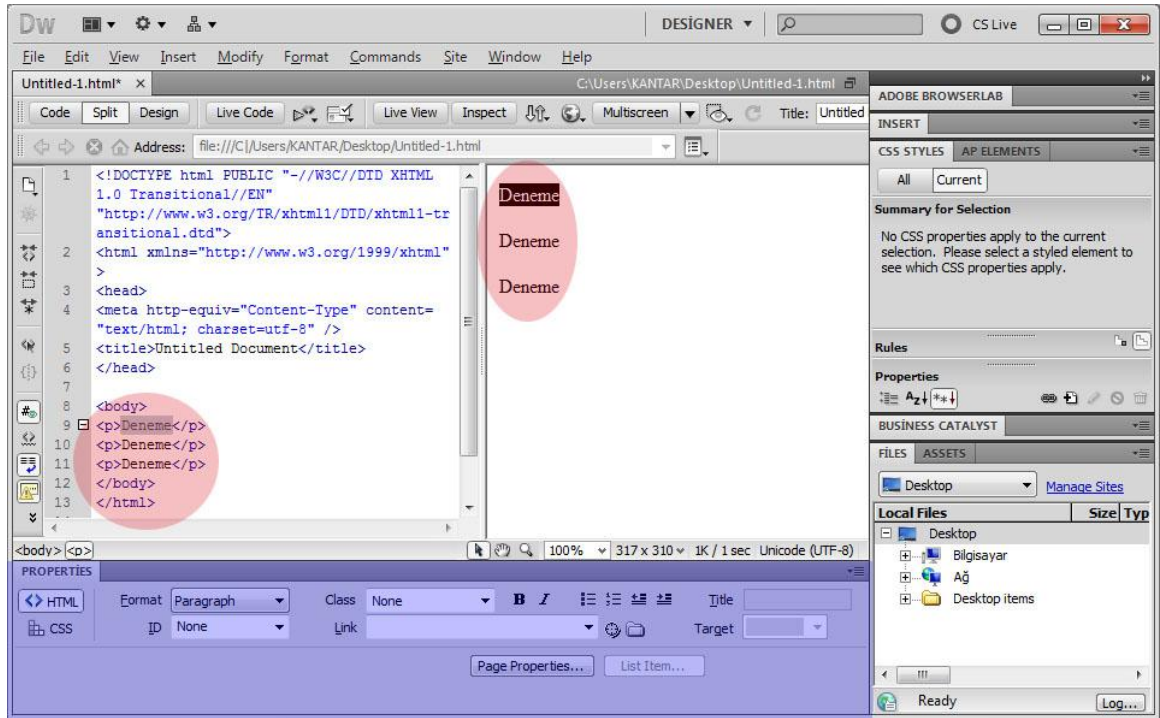 Dw DESİGNER CS Live
File Edit View Insert Modify Format Commands Site Window Help
Untitled-1.html* × C:\Users\KANTAR\Desktop\Untitled-1.html
Code Split Design Live Code Live View Inspect Multiscreen Title: Untitled
Address: file:///C|/Users/KANTAR/Desktop/Untitled-1.html
1 <!DOCTYPE html PUBLIC "-//W3C//DTD XHTML
1.0 Transitional//EN"
"http://www.w3.org/TR/xhtml1/DTD/xhtml1-tr
ansitional.dtd">
2 <html xmlns="http://www.w3.org/1999/xhtml"
>
3 <head>
4 <meta http-equiv="Content-Type" content=
"text/html; charset=utf-8" />
5 <title>Untitled Document</title>
6 </head>
7
8 <body>
9 <p>Deneme</p>
10 <p>Deneme</p>
11 <p>Deneme</p>
12 </body>
13 </html>
Deneme
Deneme
Deneme
<body> <p> 100% 317 x 310 1K / 1 sec Unicode (UTF-8)
PROPERTİES
HTML Format Paragraph Class None B I Title
CSS ID None Link Target
Page Properties... List Item...
ADOBE BROWSERLAB
INSERT
CSS STYLES AP ELEMENTS
All Current
Summary for Selection
No CSS properties apply to the current
selection. Please select a styled element to
see which CSS properties apply.
Rules
Properties
BUSİNESS CATALYST
FİLES ASSETS
Desktop Manage Sites
Local Files Size Typ
Desktop
Bilgisayar
Ağ
Desktop items
Ready Log...